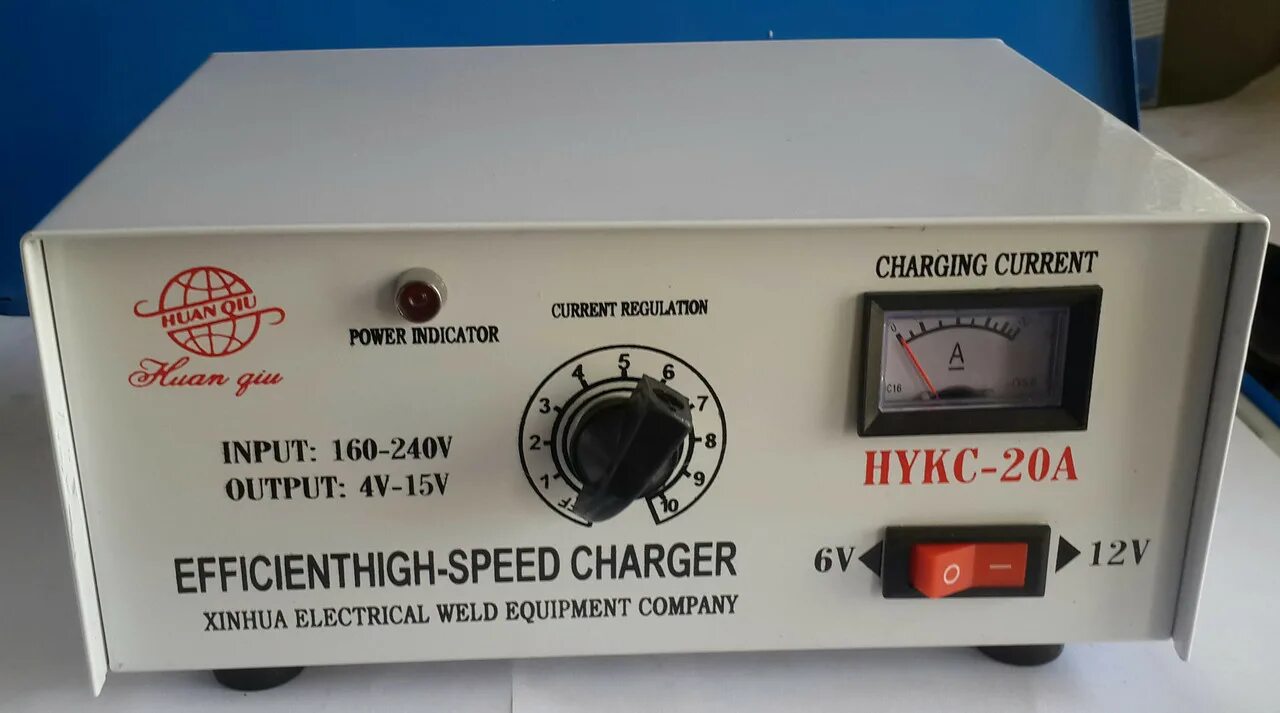 HUAN QIU
Huan qiu
POWER INDICATOR
CURRENT REGULATION
CHARGING CURRENT
0
A
C16
INPUT: 160-240V
OUTPUT: 4V-15V
1
2
3
4
5
6
7
8
9
10
HYKC-20A
EFFICIENTHIGH-SPEED CHARGER
XINHUA ELECTRICAL WELD EQUIPMENT COMPANY
6V
12V